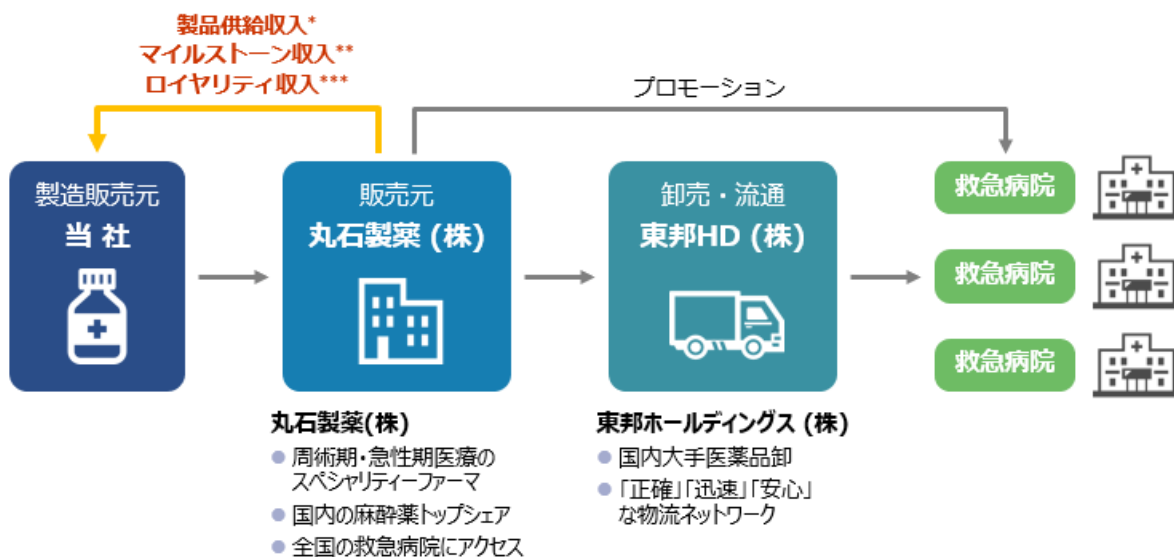 製品供給収入*
マイルストーン収入**
ロイヤリティ収入***
プロモーション
製造販売元
当 社
販売元
丸石製薬 (株)
卸売・流通
東邦HD (株)
救急病院
救急病院
救急病院
丸石製薬(株)
● 周術期・急性期医療の
スペシャリティーファーマ
● 国内の麻酔薬トップシェア
● 全国の救急病院にアクセス
東邦ホールディングス (株)
● 国内大手医薬品卸
● 「正確」「迅速」「安心」
な物流ネットワーク